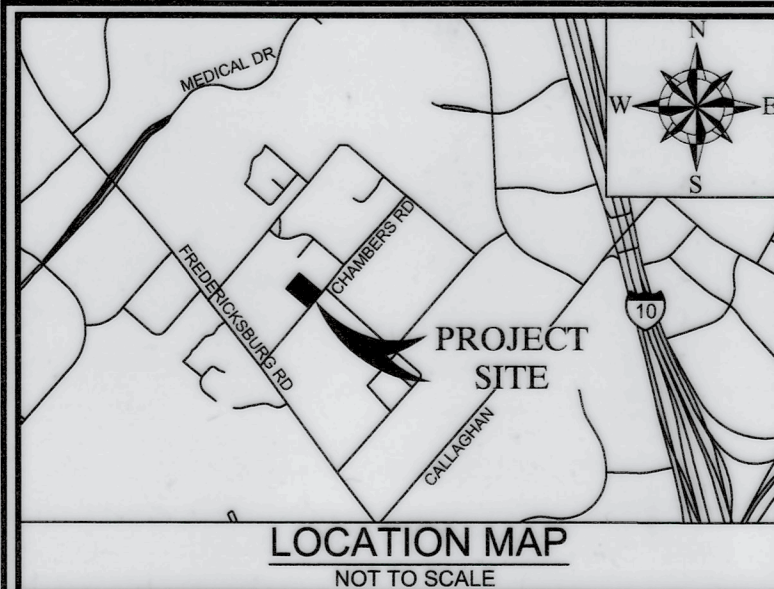 MEDICAL DR
N
W
E
S
CHAMBERS RD
FREDERICKSBURG RD
10
PROJECT
SITE
CALLAGHAN
LOCATION MAP
NOT TO SCALE